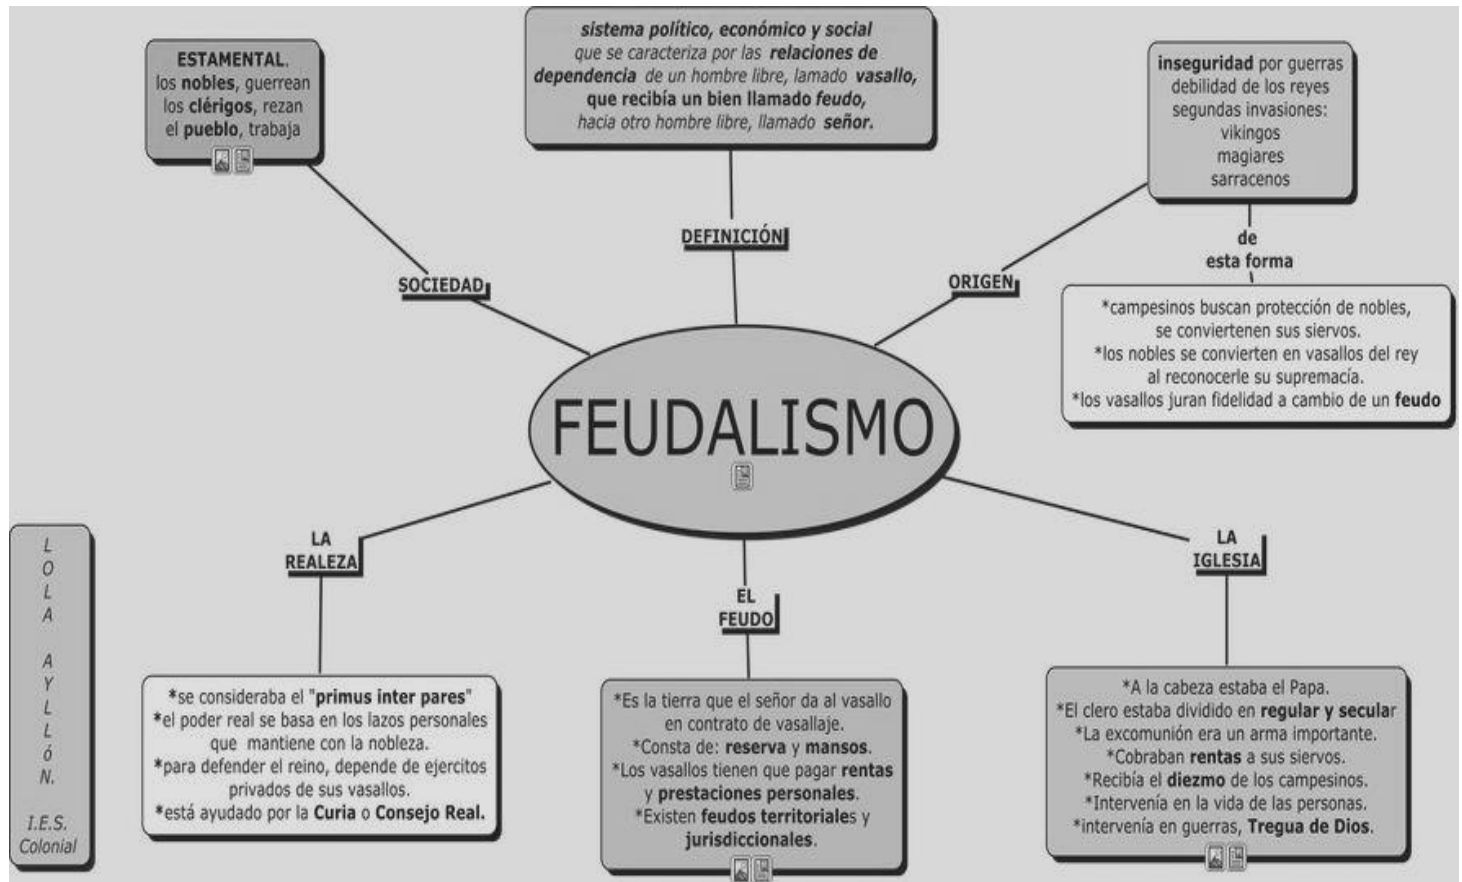 ESTAMENTAL.
los nobles, guerrean
los clérigos, rezan
el pueblo, trabaja
SOCIEDAD
sistema político, económico y social
que se caracteriza por las relaciones de
dependencia de un hombre libre, lamado vasallo,
que recibía un bien llamado feudo,
hacia otro hombre libre, llamado señor.
DEFINICIÓN
inseguridad por guerras
debilidad de los reyes
segundas invasiones:
vikingos
magiares
sarracenos
ORIGEN
de
esta forma
*campesinos buscan protección de nobles,
se conviertenen sus siervos.
*los nobles se convierten en vasallos del rey
al reconocerle su supremacía.
*los vasallos juran fidelidad a cambio de un feudo
FEUDALISMO
LA
REALEZA
*se consideraba el "primus inter pares"
*el poder real se basa en los lazos personales
que mantiene con la nobleza.
*para defender el reino, depende de ejercitos
privados de sus vasallos.
*está ayudado por la Curia o Consejo Real.
EL
FEUDO
*Es la tierra que el señor da al vasallo
en contrato de vasallaje.
*Consta de: reserva y mansos.
*Los vasallos tienen que pagar rentas
y prestaciones personales.
*Existen feudos territoriales y
jurisdiccionales.
LA
IGLESIA
*A la cabeza estaba el Papa.
*El clero estaba dividido en regular y secular
*La excomunión era un arma importante.
*Cobraban rentas a sus siervos.
*Recibía el diezmo de los campesinos.
*Intervenía en la vida de las personas.
*intervenía en guerras, Tregua de Dios.
L
O
L
A
A
Y
L
L
ó
N.
I.E.S.
Colonial